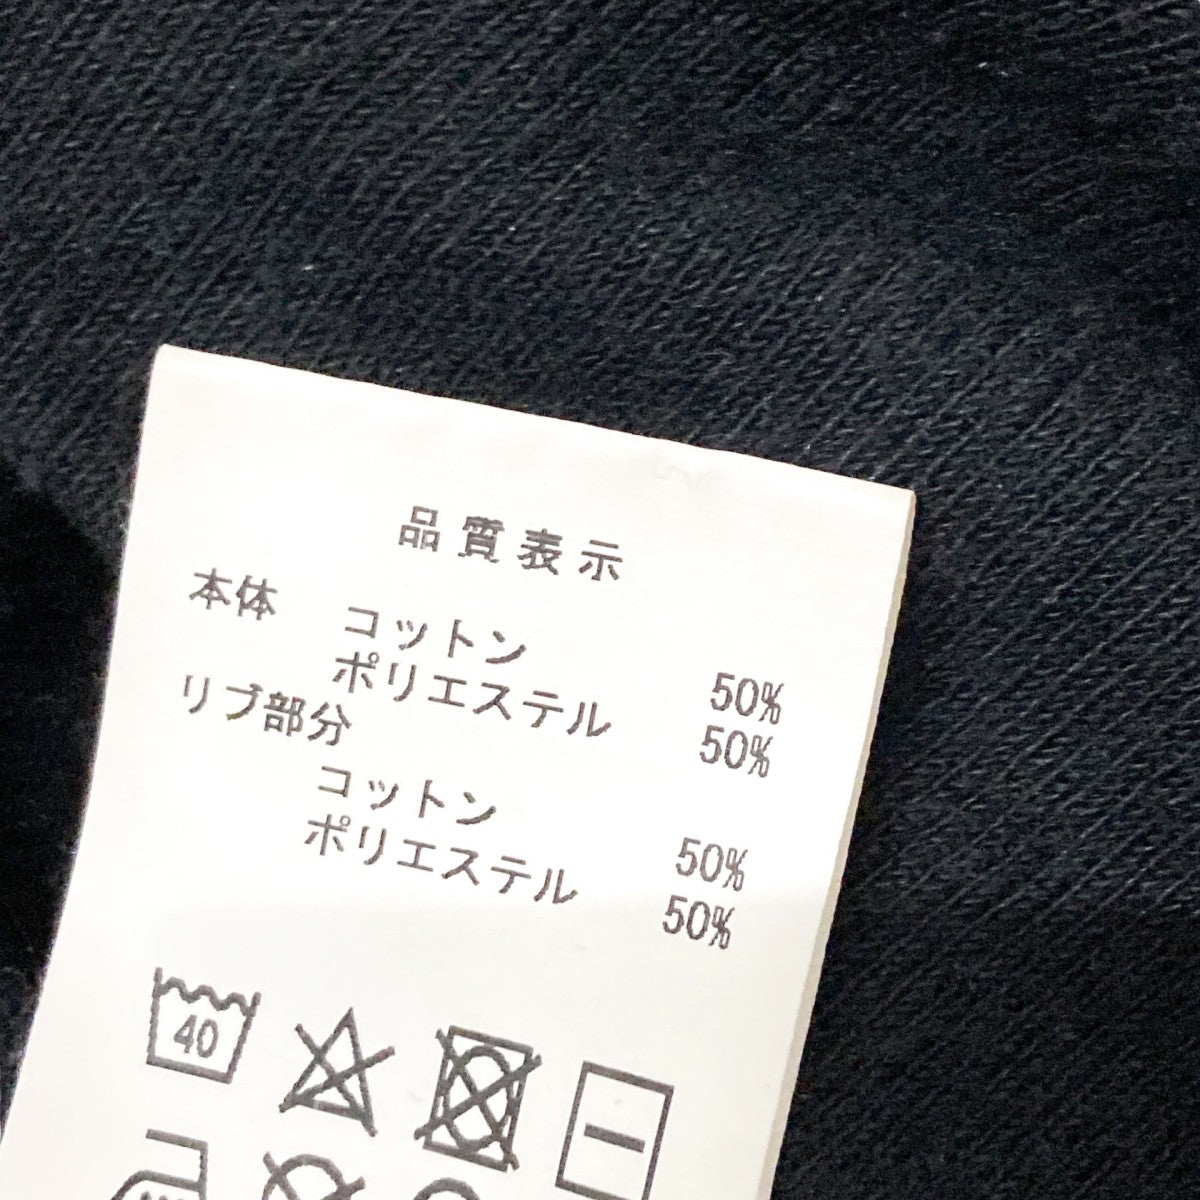 品質表示
本体 コットン 50%
ポリエステル 50%
リブ部分
コットン 50%
ポリエステル 50%
40